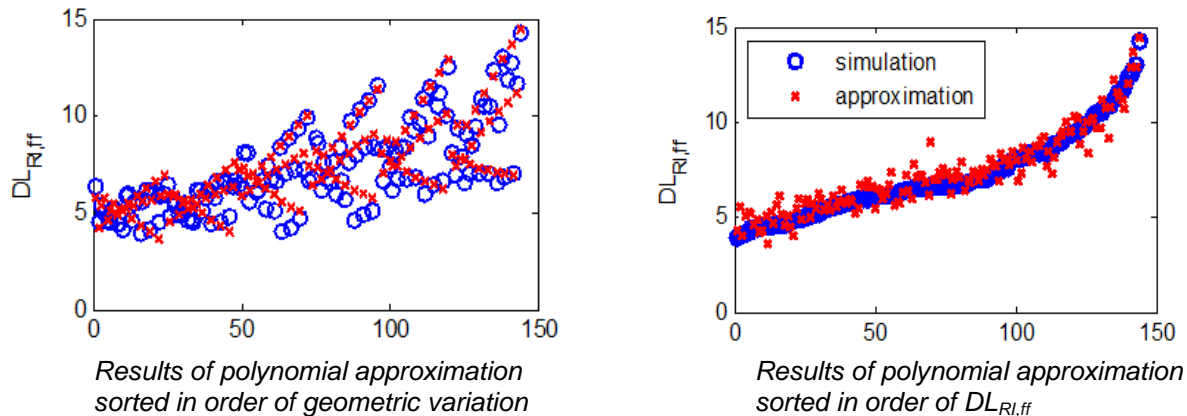 15
10
5
0
DL_RI,ff
0 50 100 150
Results of polynomial approximation
sorted in order of geometric variation
15
10
5
0
DL_RI,ff
simulation
approximation
0 50 100 150
Results of polynomial approximation
sorted in order of DL_RI,ff